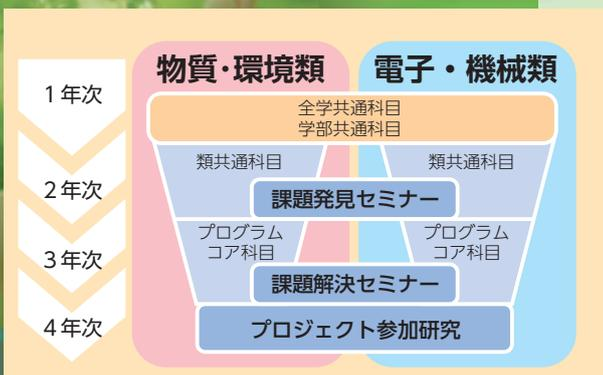 物質・環境類
電子・機械類
1年次
全学共通科目
学部共通科目
類共通科目
類共通科目
2年次
課題発見セミナー
プログラム
コア科目
プログラム
コア科目
3年次
課題解決セミナー
4年次
プロジェクト参加研究